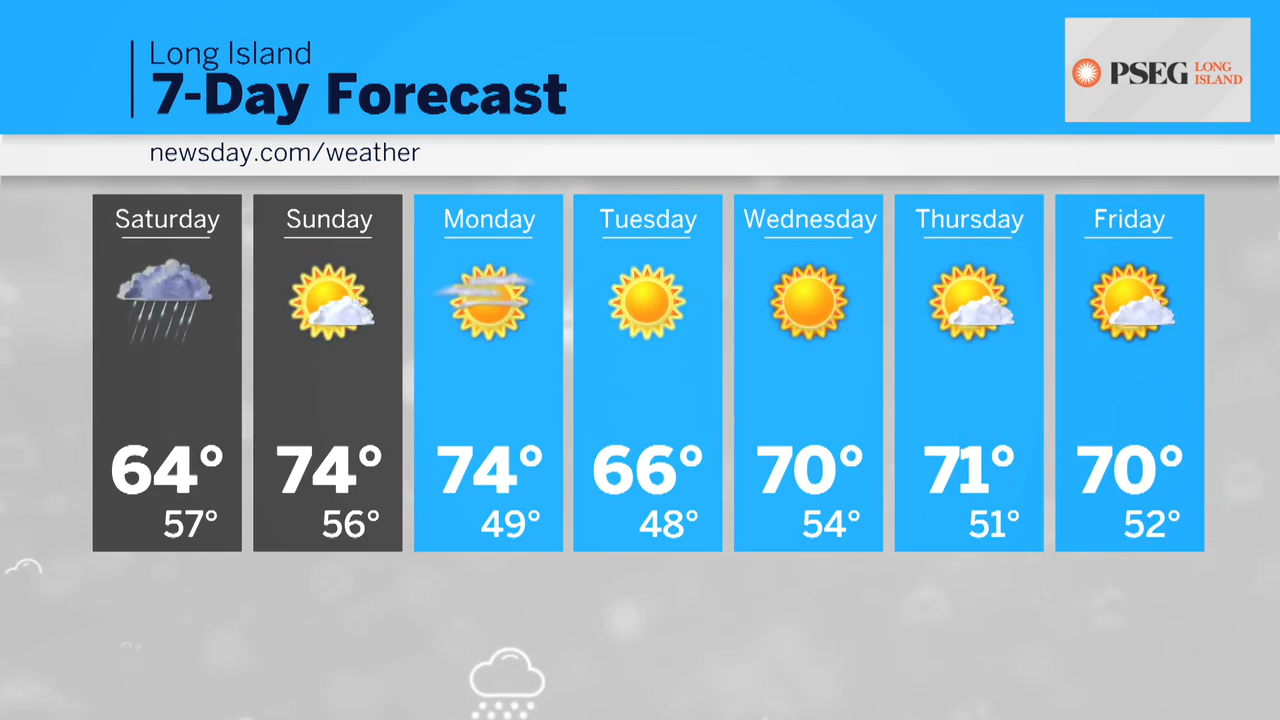 Long Island
7-Day Forecast
PSEG LONG ISLAND
newsday.com/weather
Saturday Sunday Monday Tuesday Wednesday Thursday Friday
64° 74° 74° 66° 70° 71° 70°
57° 56° 49° 48° 54° 51° 52°